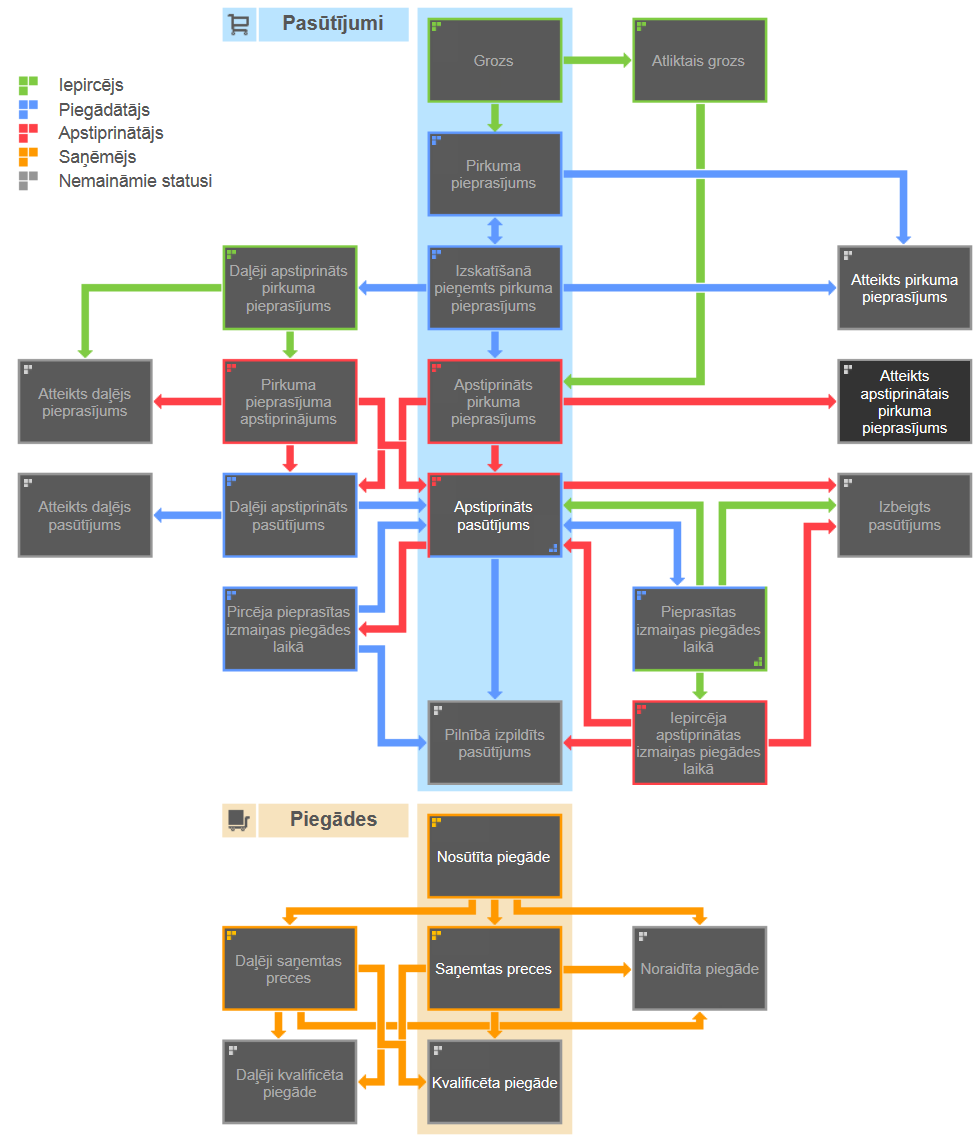 Pasūtījumi
Iepircējs
Piegādātājs
Apstiprinātājs
Saņēmējs
Nemaināmie statusi
Grozs
Atliktais grozs
Pirkuma
pieprasījums
Daļēji apstiprināts
pirkuma
pieprasījums
Izskatīšanā
pieņemts pirkuma
pieprasījums
Atteikts pirkuma
pieprasījums
Atteikts daļējs
pieprasījums
Pirkuma
pieprasījuma
apstiprinājums
Apstiprināts
pirkuma
pieprasījums
Atteikts
apstiprinātais
pirkuma
pieprasījums
Atteikts daļējs
pasūtījums
Daļēji apstiprināts
pasūtījums
Apstiprināts
pasūtījums
Izbeigts
pasūtījums
Pircēja pieprasītas
izmaiņas piegādes
laikā
Pieprasītas
izmaiņas piegādes
laikā
Pilnībā izpildīts
pasūtījums
Iepircēja
apstiprinātas
izmaiņas piegādes
laikā
Piegādes
Nosūtīta piegāde
Daļēji saņemtas
preces
Saņemtas preces
Noraidīta piegāde
Daļēji kvalificēta
piegāde
Kvalificēta piegāde